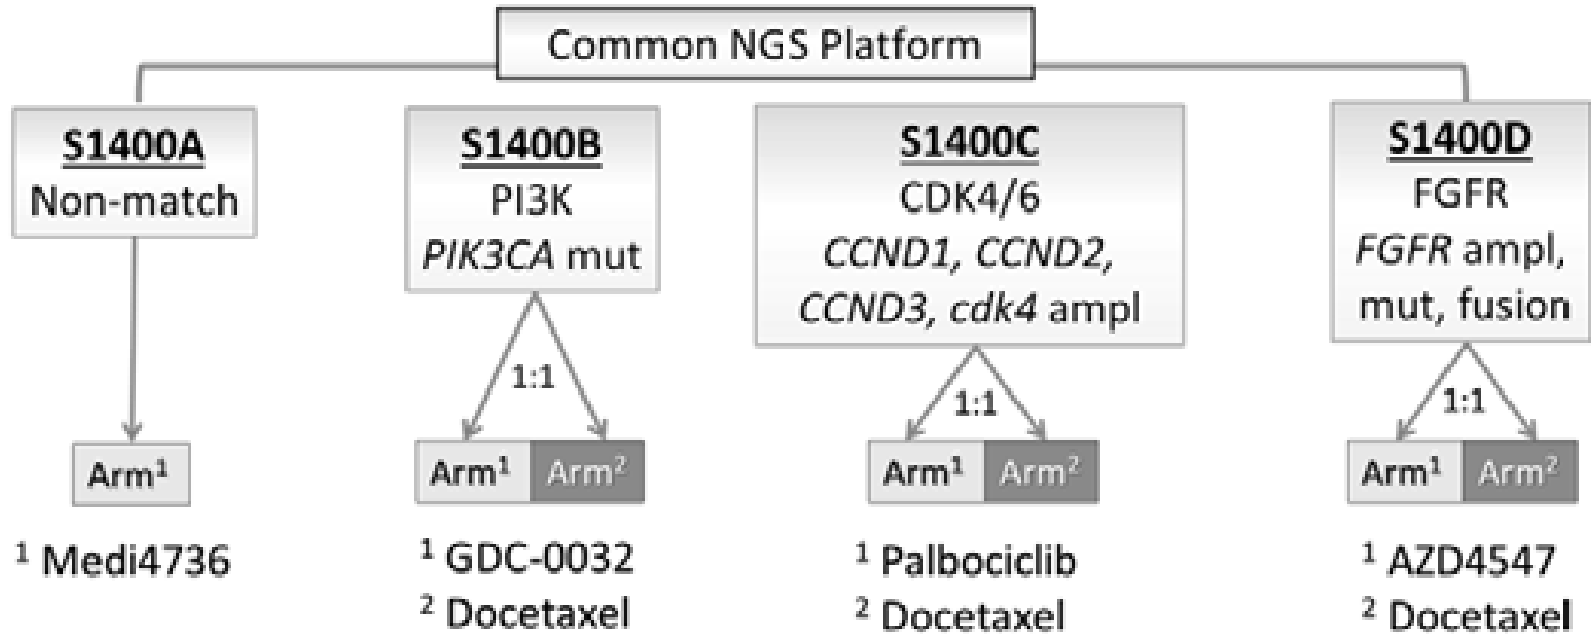 Common NGS Platform
S1400A
Non-match
Arm¹
¹ Medi4736
S1400B
PI3K
PIK3CA mut
1:1
Arm¹ Arm²
¹ GDC-0032
² Docetaxel
S1400C
CDK4/6
CCND1, CCND2,
CCND3, cdk4 ampl
1:1
Arm¹ Arm²
¹ Palbociclib
² Docetaxel
S1400D
FGFR
FGFR ampl,
mut, fusion
1:1
Arm¹ Arm²
¹ AZD4547
² Docetaxel